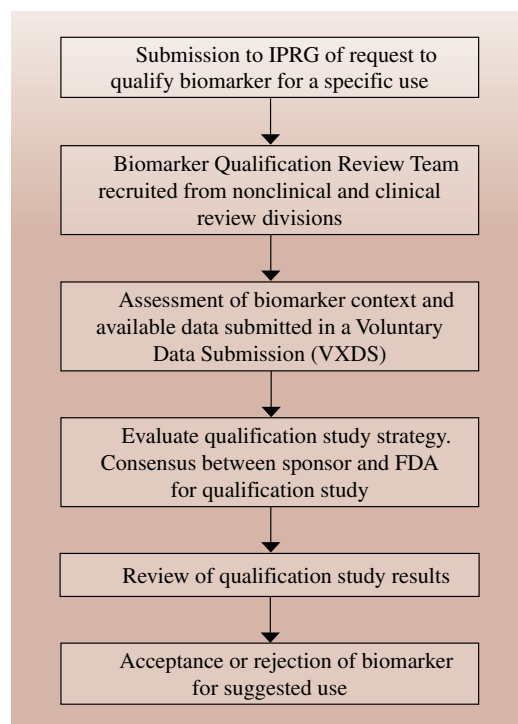 Submission to IPRG of request to
qualify biomarker for a specific use
Biomarker Qualification Review Team
recruited from nonclinical and clinical
review divisions
Assessment of biomarker context and
available data submitted in a Voluntary
Data Submission (VXDS)
Evaluate qualification study strategy.
Consensus between sponsor and FDA
for qualification study
Review of qualification study results
Acceptance or rejection of biomarker
for suggested use